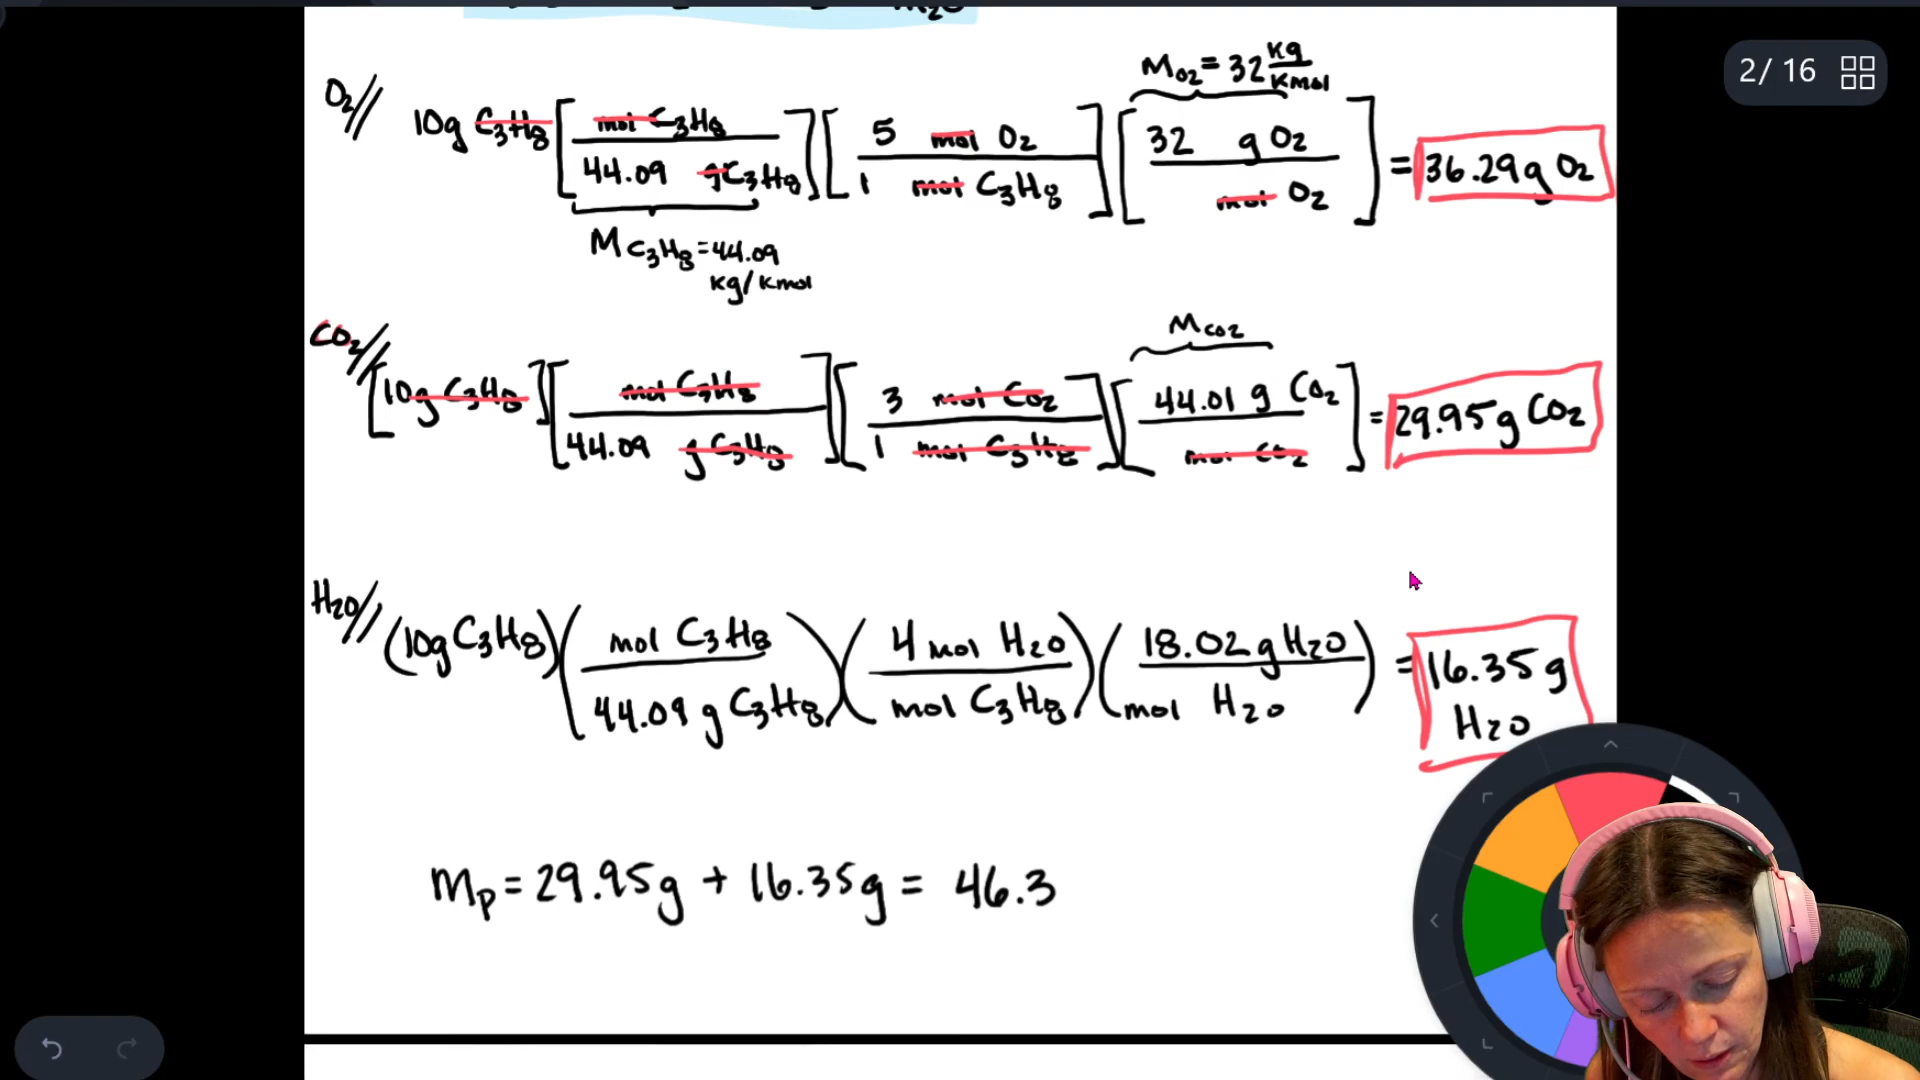 2/ 16
M O2 = 32 kg/Kmol
O2// 10g C3H8 [mol C3H8 / 44.09 g C3H8] [5 mol O2 / 1 mol C3H8] [32 g O2 / mol O2] = 36.29g O2
M C3H8 = 44.09
kg/Kmol
M CO2
CO2// [10g C3H8] [mol C3H8 / 44.09 g C3H8] [3 mol CO2 / 1 mol C3H8] [44.01 g CO2 / mol CO2] = 29.95g CO2
H2O// (10g C3H8) (mol C3H8 / 44.09 g C3H8) (4 mol H2O / mol C3H8) (18.02 g H2O / mol H2O) = 16.35 g
H2O
mp = 29.95g + 16.35g = 46.3